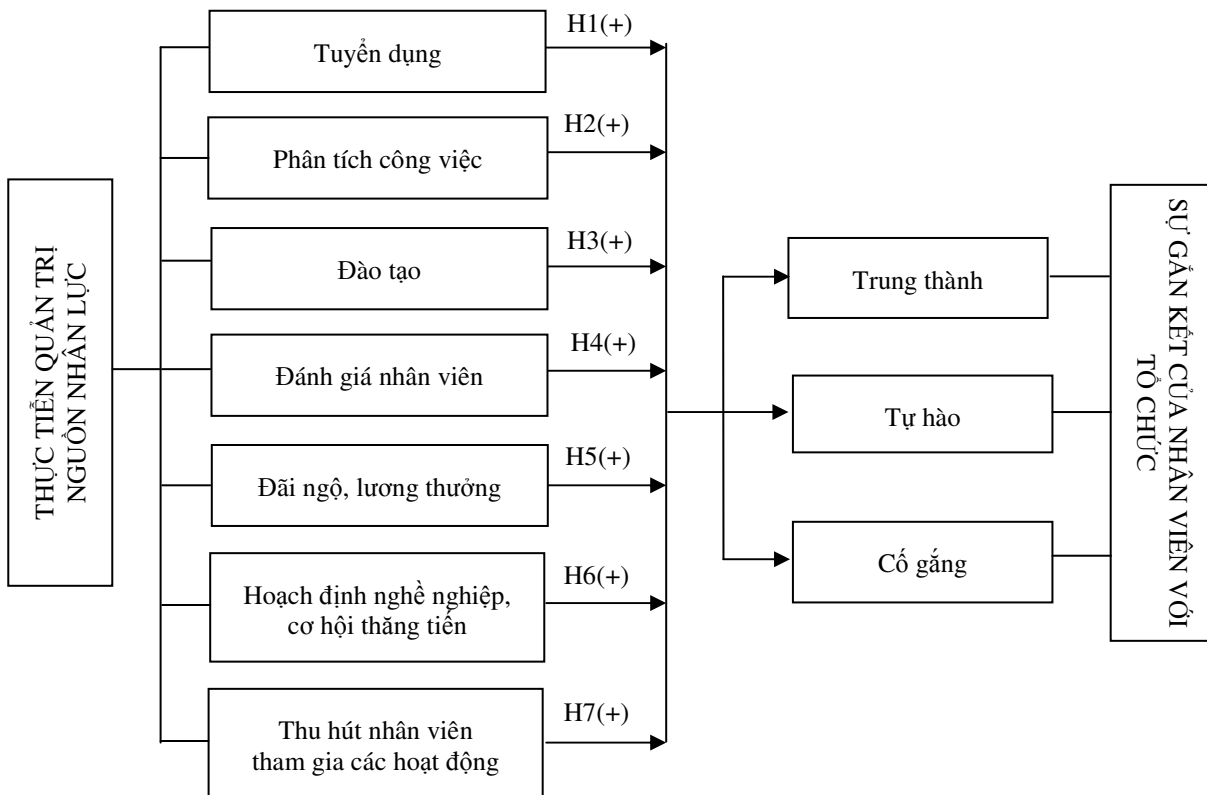 THỰC TIỄN QUẢN TRỊ
NGUỒN NHÂN LỰC
Tuyển dụng
H1(+)
Phân tích công việc
H2(+)
Đào tạo
H3(+)
Đánh giá nhân viên
H4(+)
Đãi ngộ, lương thưởng
H5(+)
Hoạch định nghề nghiệp,
cơ hội thăng tiến
H6(+)
Thu hút nhân viên
tham gia các hoạt động
H7(+)
Trung thành
Tự hào
Cố gắng
SỰ GẮN KẾT CỦA NHÂN VIÊN VỚI
TỔ CHỨC